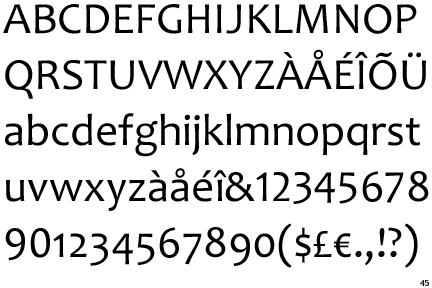 ABCDEFGHIJKLMNOP
QRSTUVWXYZÀÅÉÎÕÜ
abcdefghijklmnopqrst
uvwxyzàåéî&12345678
901234567890($£€.,!?)
45